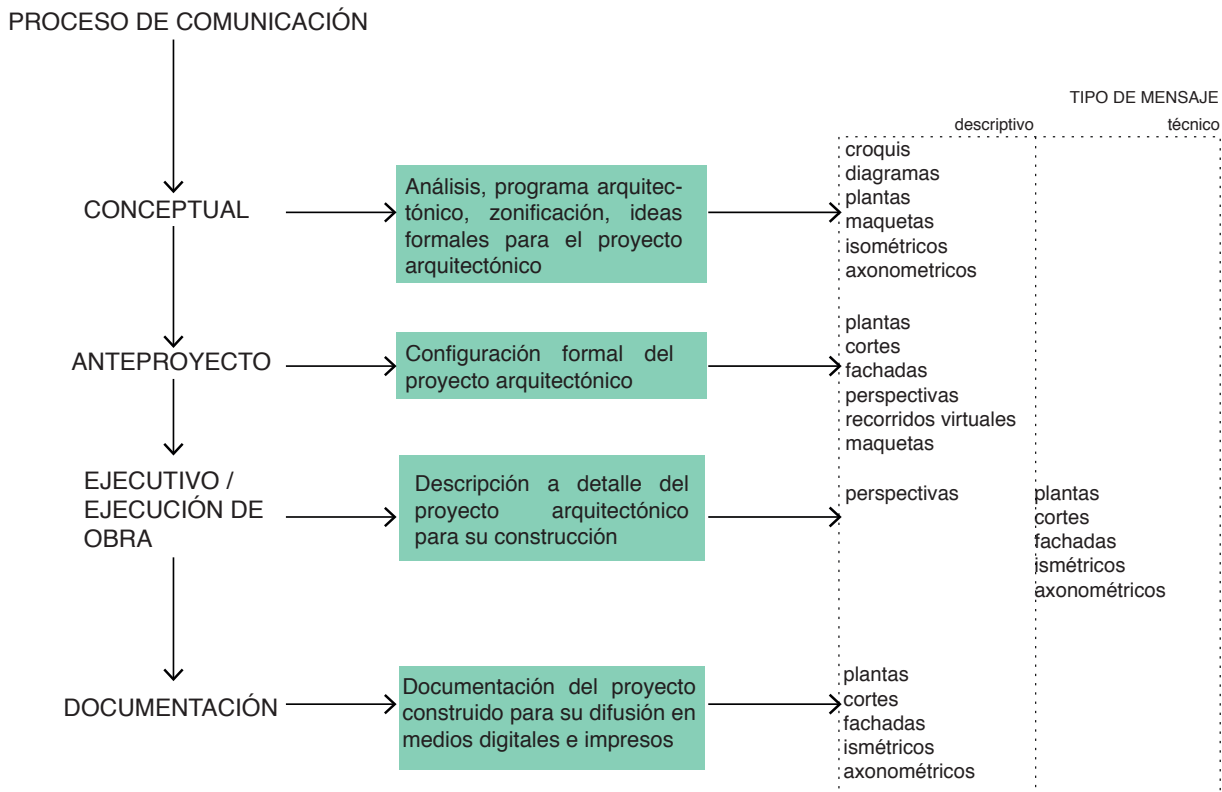 PROCESO DE COMUNICACIÓN
TIPO DE MENSAJE
descriptivo
técnico
CONCEPTUAL
Análisis, programa arquitec-
tónico, zonificación, ideas
formales para el proyecto
arquitectónico
croquis
diagramas
plantas
maquetas
isométricos
axonometricos
ANTEPROYECTO
Configuración formal del
proyecto arquitectónico
plantas
cortes
fachadas
perspectivas
recorridos virtuales
maquetas
EJECUTIVO /
EJECUCIÓN DE
OBRA
Descripción a detalle del
proyecto arquitectónico
para su construcción
perspectivas
plantas
cortes
fachadas
ismétricos
axonométricos
DOCUMENTACIÓN
Documentación del proyecto
construido para su difusión en
medios digitales e impresos
plantas
cortes
fachadas
ismétricos
axonométricos